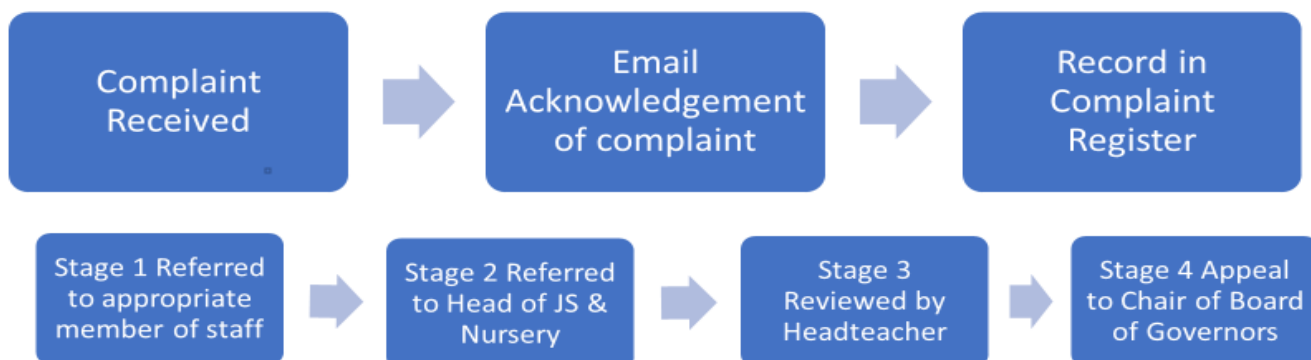 Complaint
Received
Email
Acknowledgement
of complaint
Record in
Complaint
Register
Stage 1 Referred
to appropriate
member of staff
Stage 2 Referred
to Head of JS &
Nursery
Stage 3
Reviewed by
Headteacher
Stage 4 Appeal
to Chair of Board
of Governors